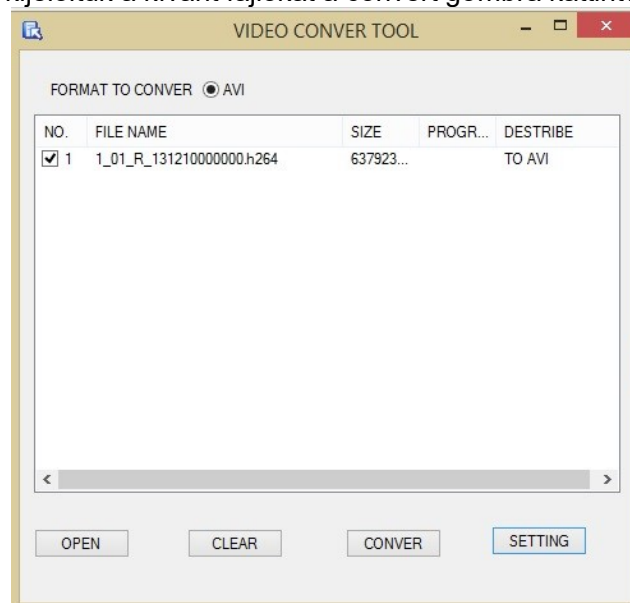 VIDEO CONVER TOOL
FORMAT TO CONVER AVI
NO. FILE NAME SIZE PROGR... DESTRIBE
1 1_01_R_131210000000.h264 637923... TO AVI
OPEN CLEAR CONVER SETTING